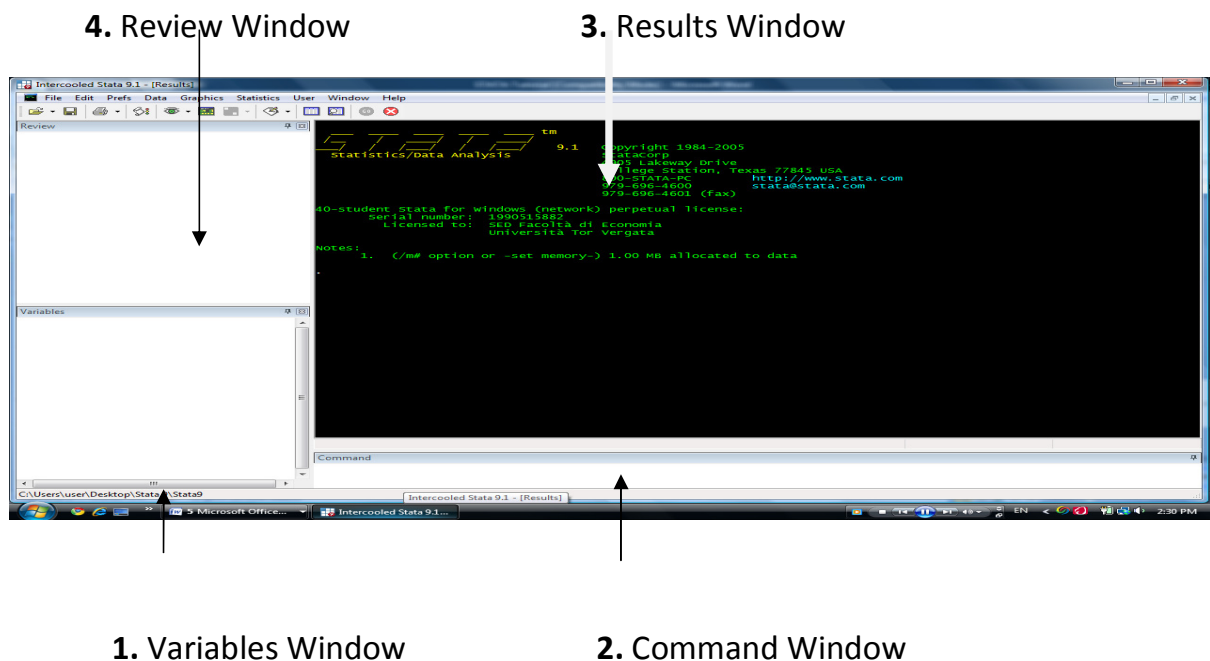 4. Review Window
3. Results Window
Intercooled Stata 9.1 - [Results]
File Edit Prefs Data Graphics Statistics User Window Help
Review
STATA
tm
9.1
Statistics/Data Analysis
Copyright 1984-2005
StataCorp
Lakeway Drive
College Station, Texas 77845 USA
http://www.stata.com
979-696-4600
stata@stata.com
979-696-4601 (fax)
40-student Stata for Windows (network) perpetual license:
Serial number: 1990515882
Licensed to: SED Facoltà di Economia
Università Tor Vergata
Notes:
1. (/m# option or -set memory-) 1.00 MB allocated to data
.
Variables
Command
C:\Users\user\Desktop\Stata\Stata9
Intercooled Stata 9.1 - [Results]
5 Microsoft Office...
Intercooled Stata 9.1...
EN
2:30 PM
1. Variables Window
2. Command Window